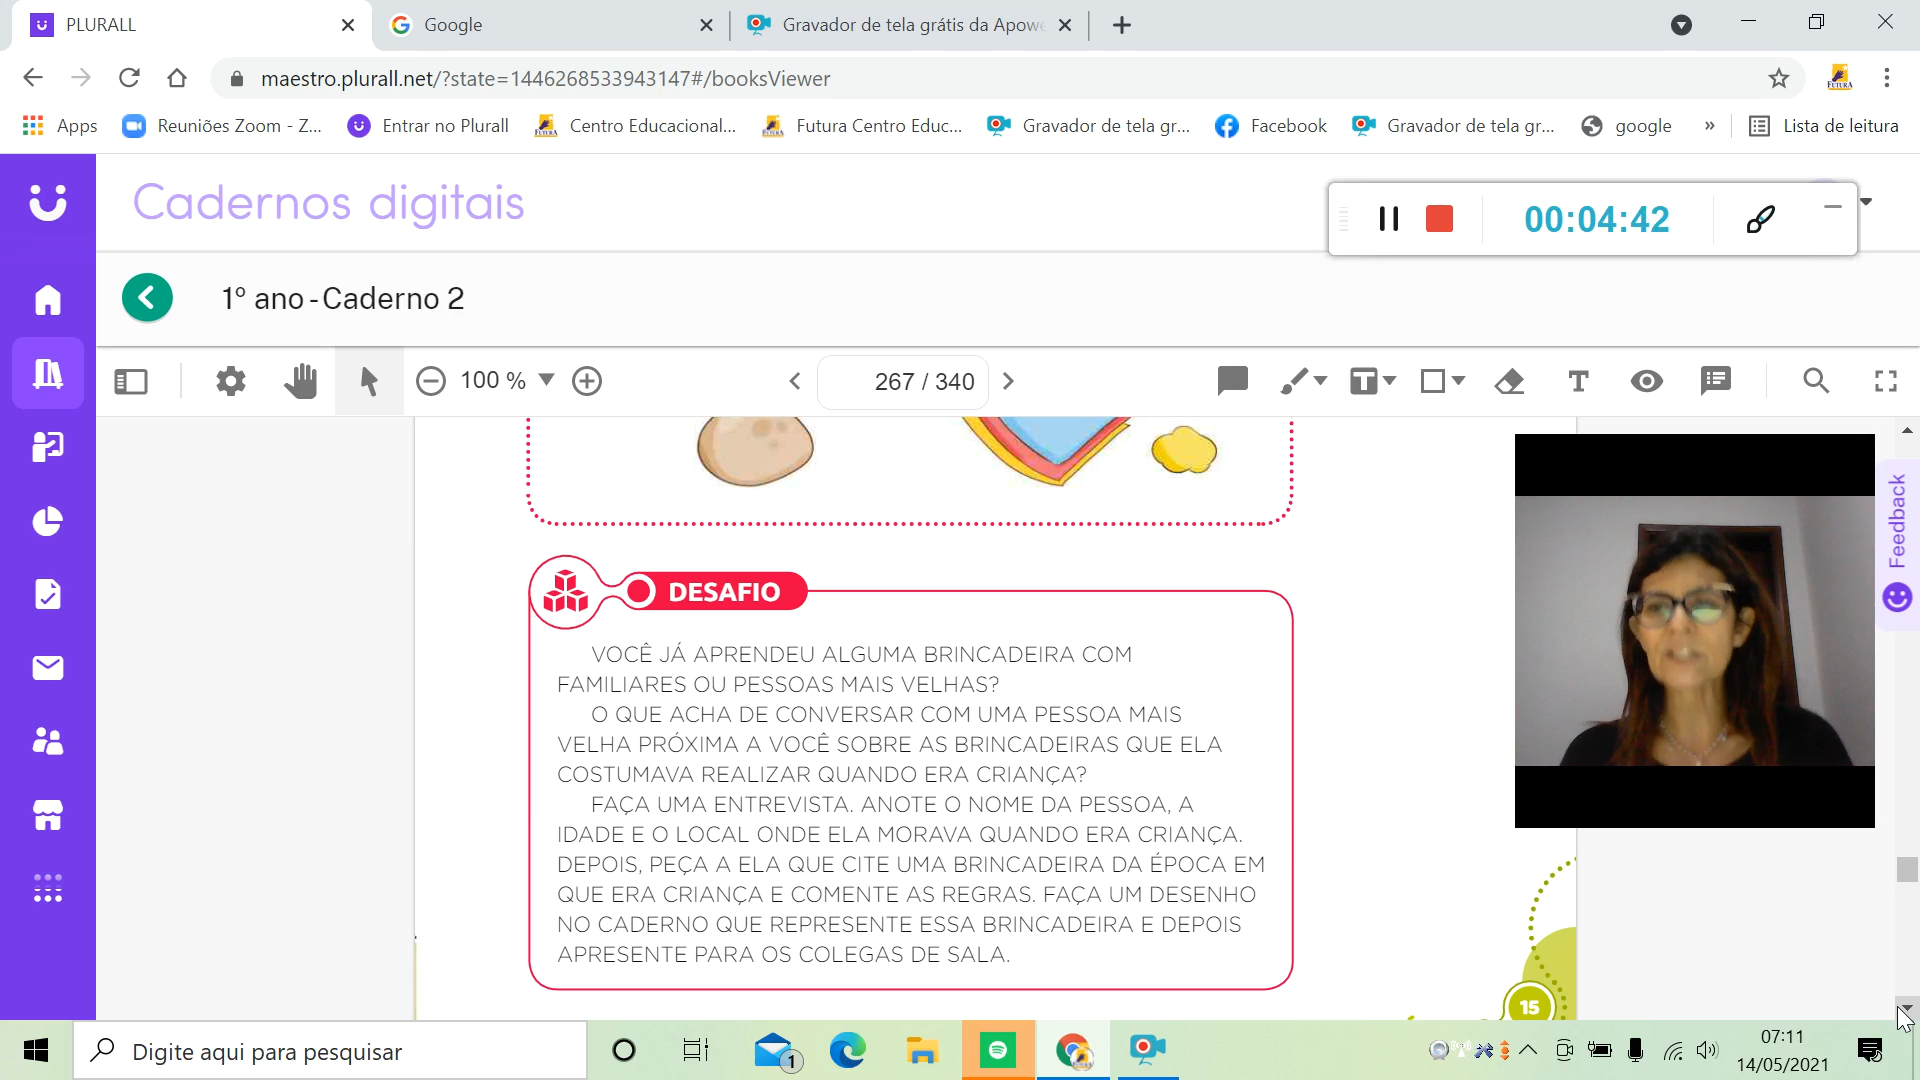 PLURALL
Google
Gravador de tela grátis da Apowe
maestro.plurall.net/?state=1446268533943147#/booksViewer
Apps
Reuniões Zoom - Z...
Entrar no Plurall
Centro Educacional...
Futura Centro Educ...
Gravador de tela gr...
Facebook
Gravador de tela gr...
google
»
Lista de leitura
Cadernos digitais
00:04:42
1º ano - Caderno 2
100 %
267 / 340
Feedback
DESAFIO
VOCÊ JÁ APRENDEU ALGUMA BRINCADEIRA COM
FAMILIARES OU PESSOAS MAIS VELHAS?
O QUE ACHA DE CONVERSAR COM UMA PESSOA MAIS
VELHA PRÓXIMA A VOCÊ SOBRE AS BRINCADEIRAS QUE ELA
COSTUMAVA REALIZAR QUANDO ERA CRIANÇA?
FAÇA UMA ENTREVISTA. ANOTE O NOME DA PESSOA, A
IDADE E O LOCAL ONDE ELA MORAVA QUANDO ERA CRIANÇA.
DEPOIS, PEÇA A ELA QUE CITE UMA BRINCADEIRA DA ÉPOCA EM
QUE ERA CRIANÇA E COMENTE AS REGRAS. FAÇA UM DESENHO
NO CADERNO QUE REPRESENTE ESSA BRINCADEIRA E DEPOIS
APRESENTE PARA OS COLEGAS DE SALA.
15
Digite aqui para pesquisar
1
07:11
14/05/2021